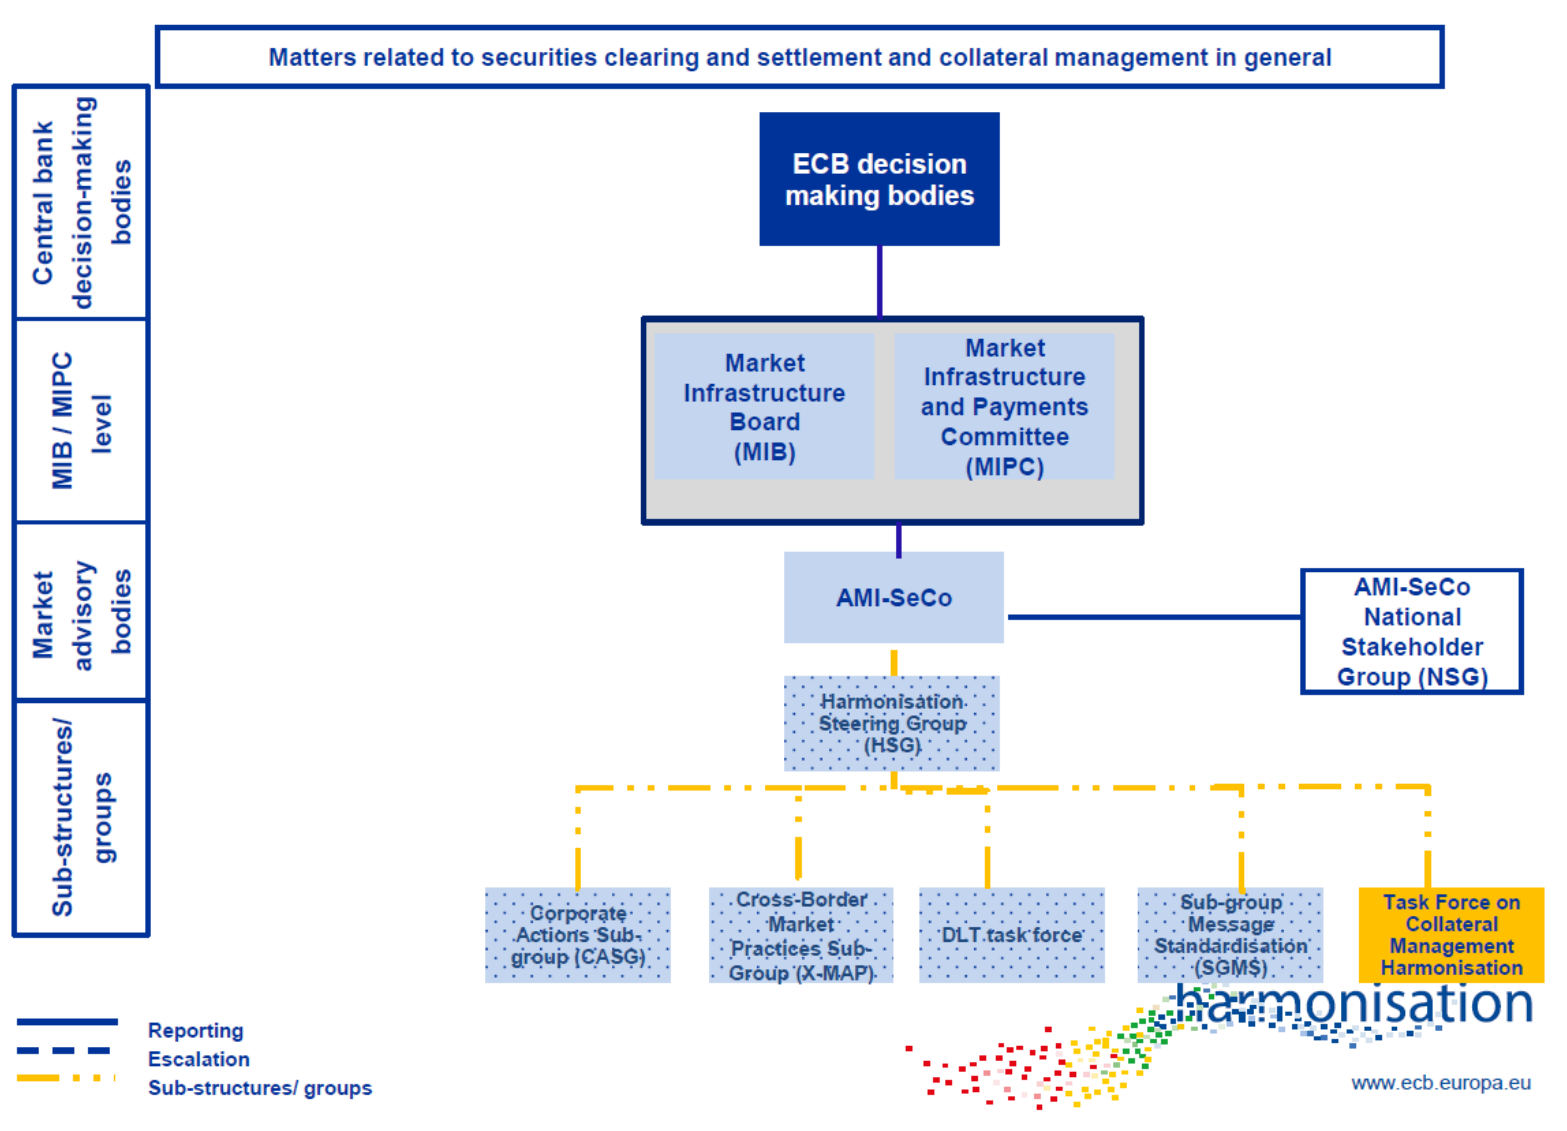 Matters related to securities clearing and settlement and collateral management in general
Central bank
decision-making
bodies
ECB decision
making bodies
MIB / MIPC
level
Market
Infrastructure
Board
(MIB)
Market
Infrastructure
and Payments
Committee
(MIPC)
Market
advisory
bodies
AMI-SeCo
AMI-SeCo
National
Stakeholder
Group (NSG)
Sub-structures/
groups
Harmonisation
Steering Group
(HSG)
Corporate
Actions Sub-
group (CASG)
Cross-Border
Market
Practices Sub-
Group (X-MAP)
DLT task force
Sub-group
Message
Standardisation
(SGMS)
Task Force on
Collateral
Management
Harmonisation
Reporting
Escalation
Sub-structures/ groups
harmonisation
www.ecb.europa.eu